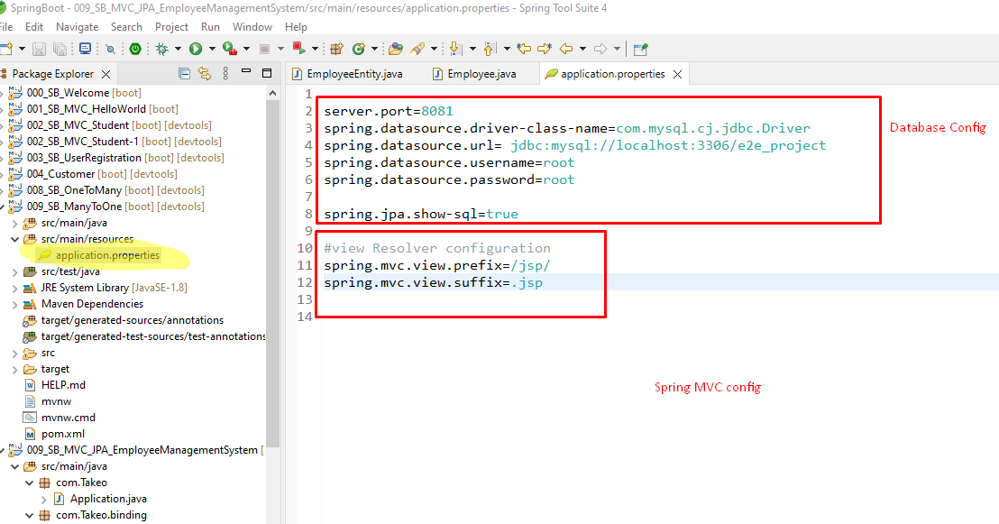 SpringBoot - 009_SB_MVC_JPA_EmployeeManagementSystem/src/main/resources/application.properties - Spring Tool Suite 4
File Edit Navigate Search Project Run Window Help
Package Explorer
EmployeeEntity.java Employee.java application.properties
000_SB_Welcome [boot]
001_SB_MVC_HelloWorld [boot]
002_SB_MVC_Student [boot] [devtools]
002_SB_MVC_Student-1 [boot] [devtools]
003_SB_UserRegistration [boot] [devtools]
004_Customer [boot] [devtools]
008_SB_OneToMany [boot] [devtools]
009_SB_ManyToOne [boot] [devtools]
src/main/java
src/main/resources
application.properties
src/test/java
JRE System Library [JavaSE-1.8]
Maven Dependencies
target/generated-sources/annotations
target/generated-test-sources/test-annotations
src
target
HELP.md
mvnw
mvnw.cmd
pom.xml
009_SB_MVC_JPA_EmployeeManagementSystem [
src/main/java
com.Takeo
Application.java
com.Takeo.binding
1
2 server.port=8081
3 spring.datasource.driver-class-name=com.mysql.cj.jdbc.Driver
4 spring.datasource.url= jdbc:mysql://localhost:3306/e2e_project
5 spring.datasource.username=root
6 spring.datasource.password=root
7
8 spring.jpa.show-sql=true
9
10 #view Resolver configuration
11 spring.mvc.view.prefix=/jsp/
12 spring.mvc.view.suffix=.jsp
13
14
Database Config
Spring MVC config